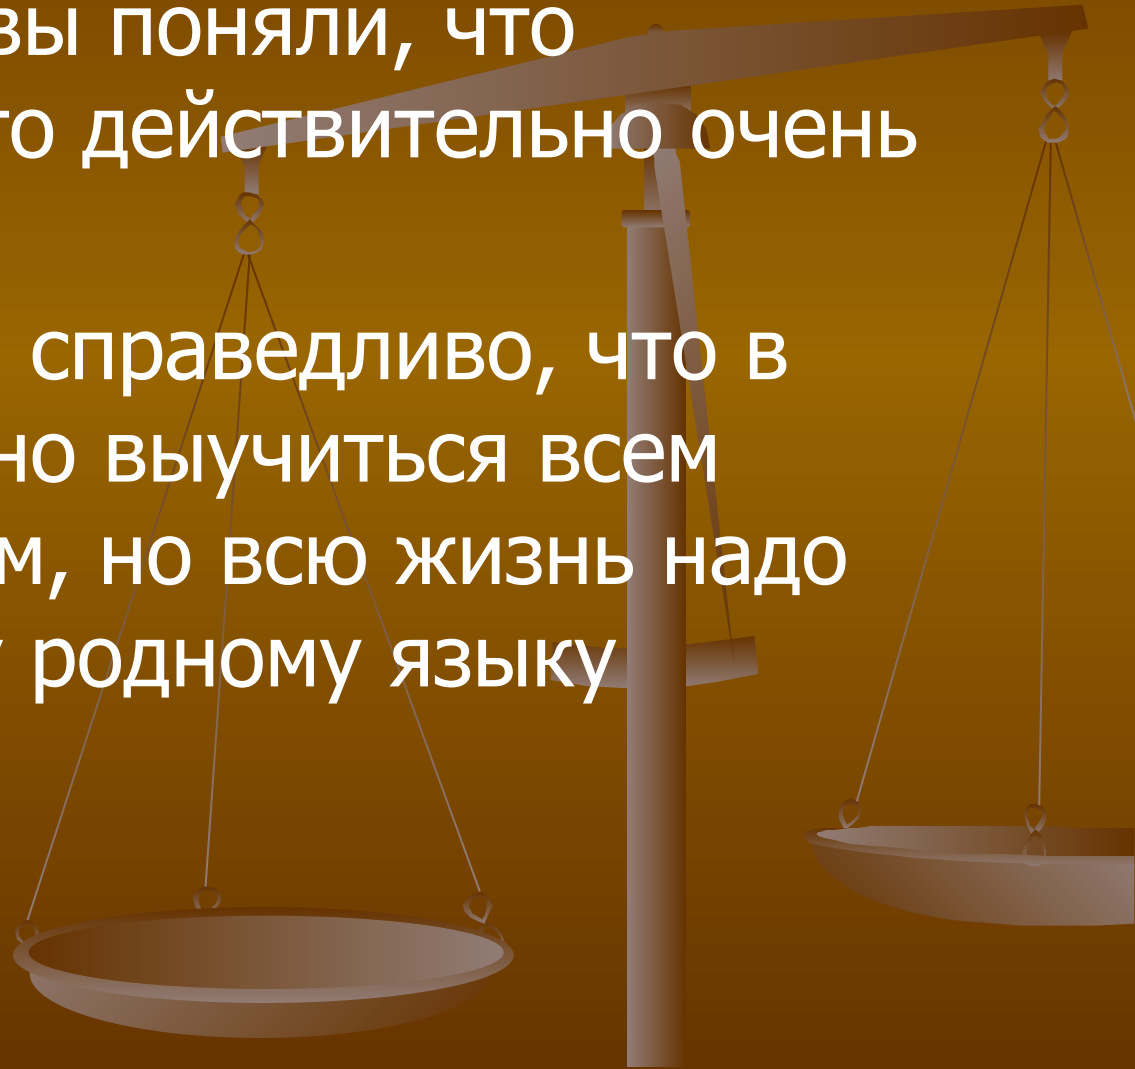 вы поняли, что
то действительно очень
справедливо, что в
но выучиться всем
м, но всю жизнь надо
родному языку